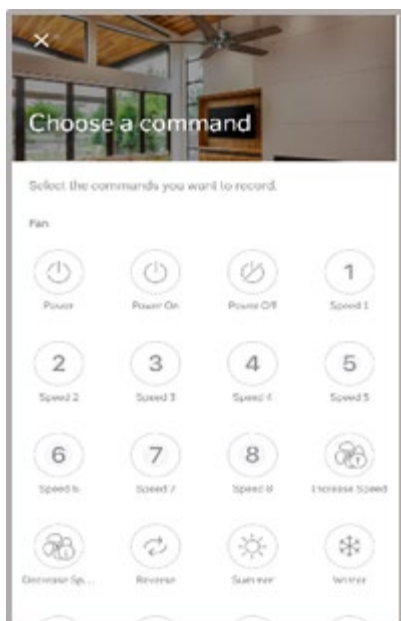 Choose a command
Select the commands you want to record.
Fan
Power Power On Power Off 1 Speed 1
2 Speed 2 3 Speed 3 4 Speed 4 5 Speed 5
6 Speed 6 7 Speed 7 8 Speed 8 Increase Speed
Decrease Sp... Reverse Summer Winter